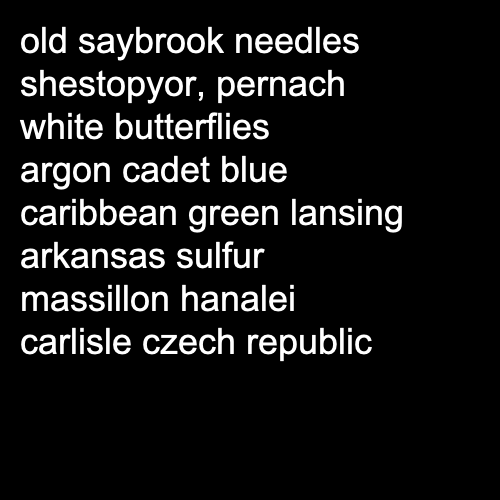 old saybrook needles
shestopyor, pernach
white butterflies
argon cadet blue
caribbean green lansing
arkansas sulfur
massillon hanalei
carlisle czech republic